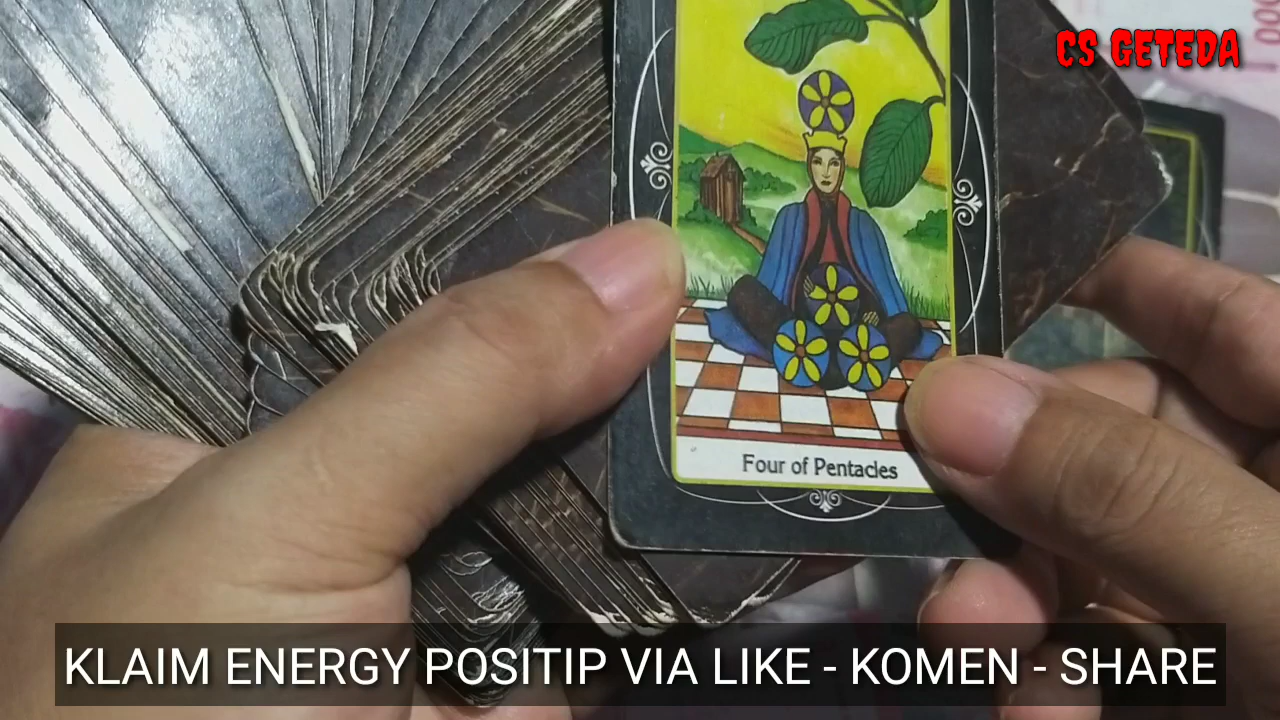 CS GETEDA
Four of Pentacles
KLAIM ENERGY POSITIP VIA LIKE - KOMEN - SHARE